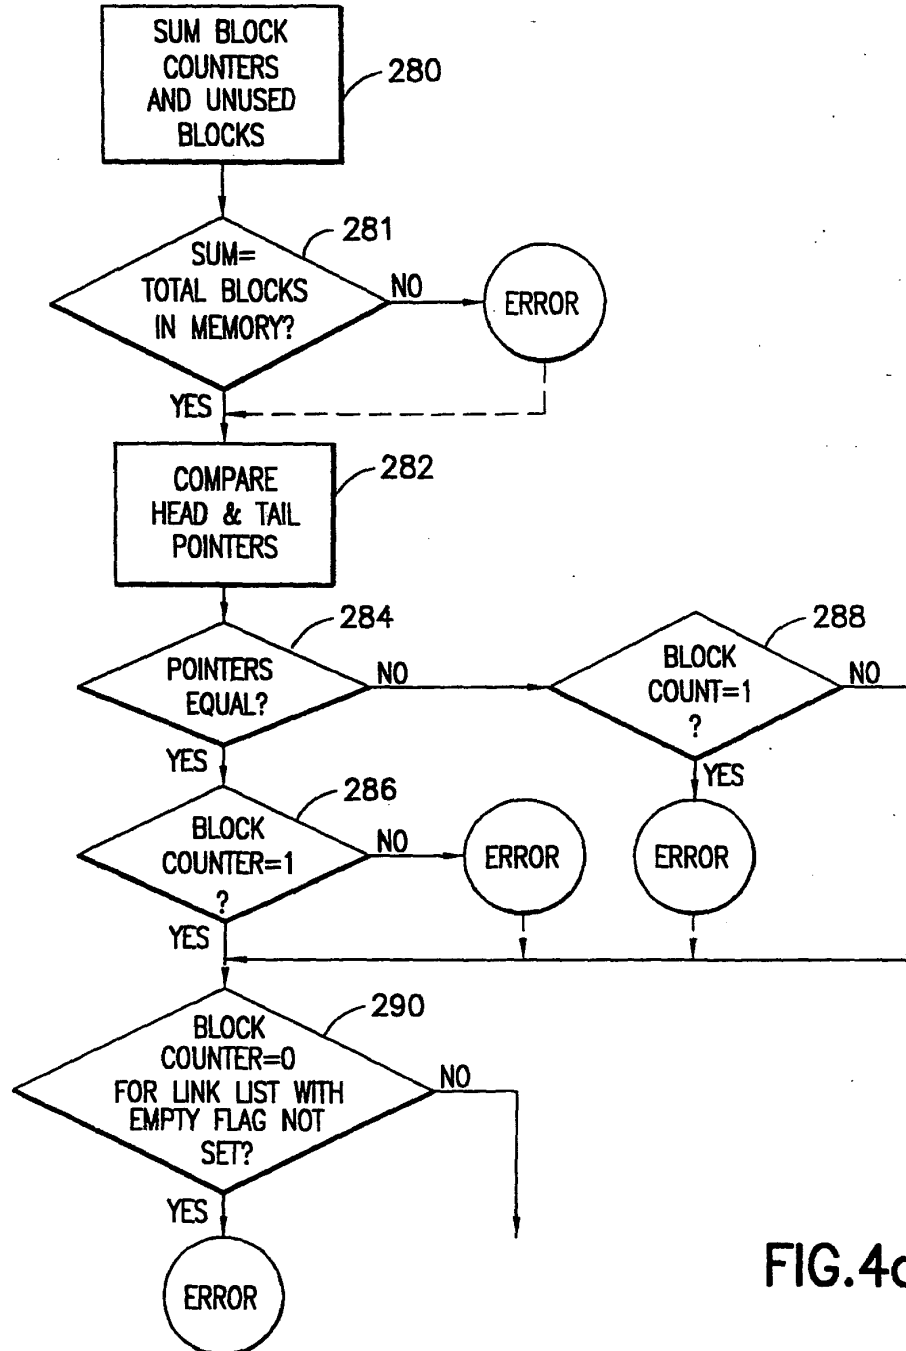 SUM BLOCK
COUNTERS
AND UNUSED
BLOCKS
280
281
SUM=
TOTAL BLOCKS
IN MEMORY?
NO
ERROR
YES
COMPARE
HEAD & TAIL
POINTERS
282
284
POINTERS
EQUAL?
NO
288
BLOCK
COUNT=1
?
NO
YES
YES
286
BLOCK
COUNTER=1
?
NO
ERROR
ERROR
YES
290
BLOCK
COUNTER=0
FOR LINK LIST WITH
EMPTY FLAG NOT
SET?
NO
YES
ERROR